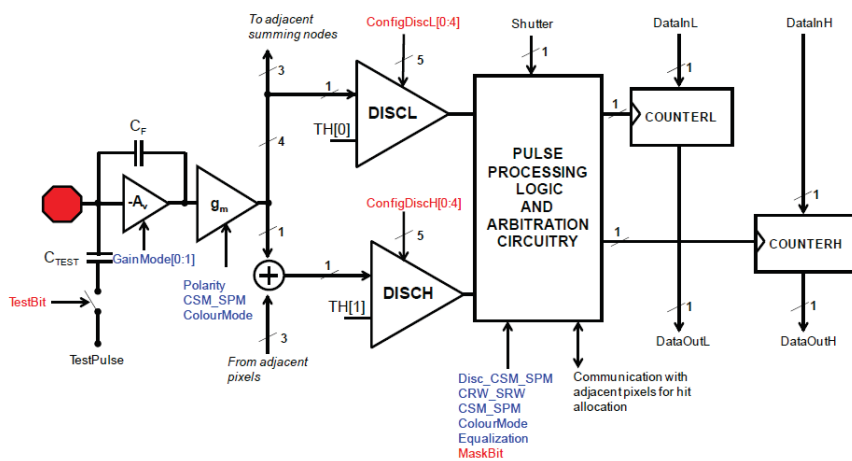 To adjacent
summing nodes
ConfigDiscL[0:4]
Shutter
DataInL
DataInH
3
5
1
1
1
1
DISCL
TH[0]
4
CF
-Av
gm
CTEST
GainMode[0:1]
Polarity
CSM_SPM
ColourMode
TestBit
TestPulse
1
ConfigDiscH[0:4]
5
1
DISCH
TH[1]
3
From adjacent
pixels
PULSE
PROCESSING
LOGIC
AND
ARBITRATION
CIRCUITRY
1
COUNTERL
1
COUNTERH
1
1
DataOutL
DataOutH
Disc_CSM_SPM
CRW_SRW
CSM_SPM
ColourMode
Equalization
MaskBit
Communication with
adjacent pixels for hit
allocation